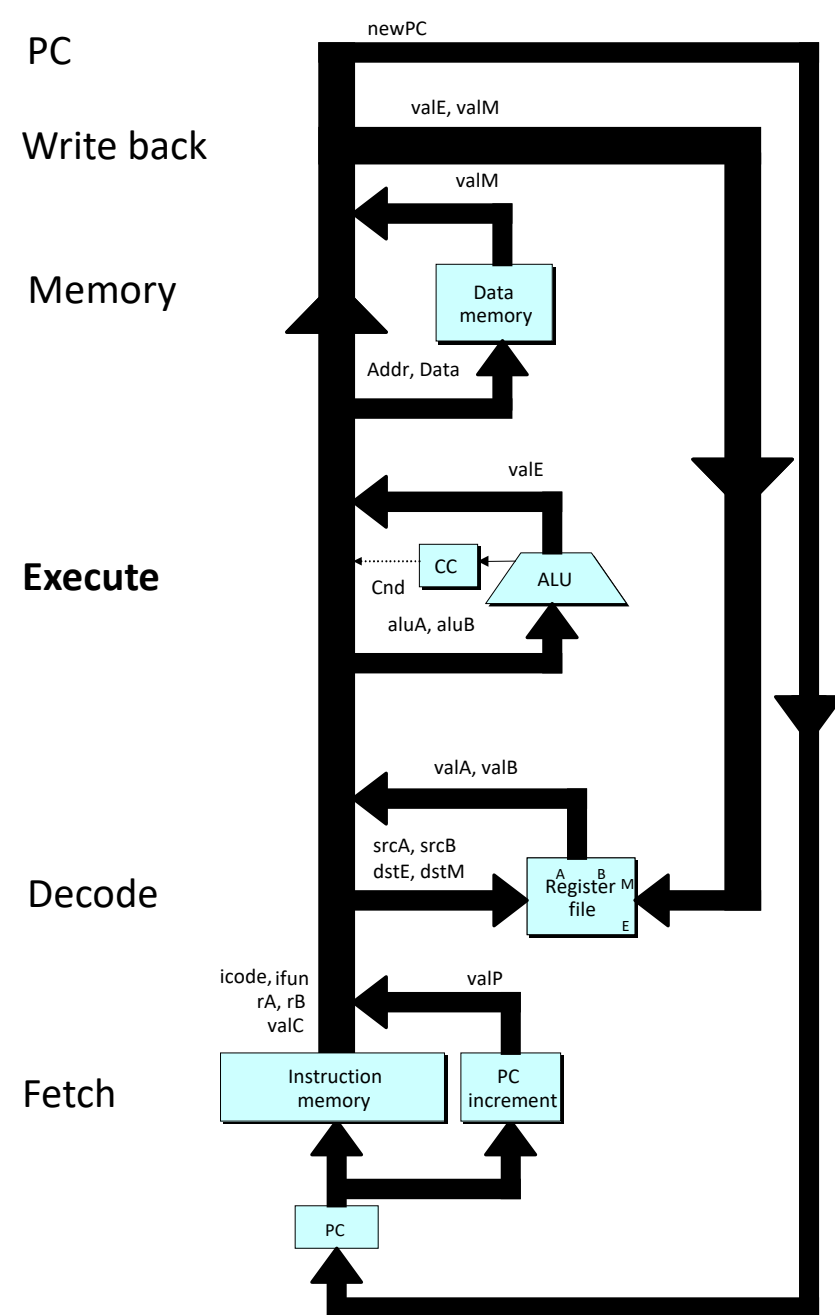 newPC
PC
valE, valM
Write back
valM
Memory
Data
memory
Addr, Data
valE
Execute
CC
ALU
Cnd
aluA, aluB
valA, valB
srcA, srcB
dstE, dstM
Decode
A B
Register M
file
E
icode, ifun
rA, rB
valC
valP
Fetch
Instruction
memory
PC
increment
PC